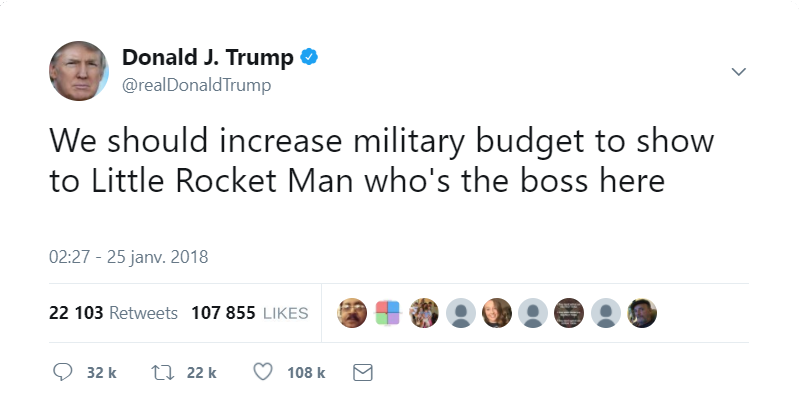 Donald J. Trump
@realDonaldTrump
We should increase military budget to show
to Little Rocket Man who's the boss here
02:27 - 25 janv. 2018
22 103 Retweets 107 855 LIKES
32 k 22 k 108 k